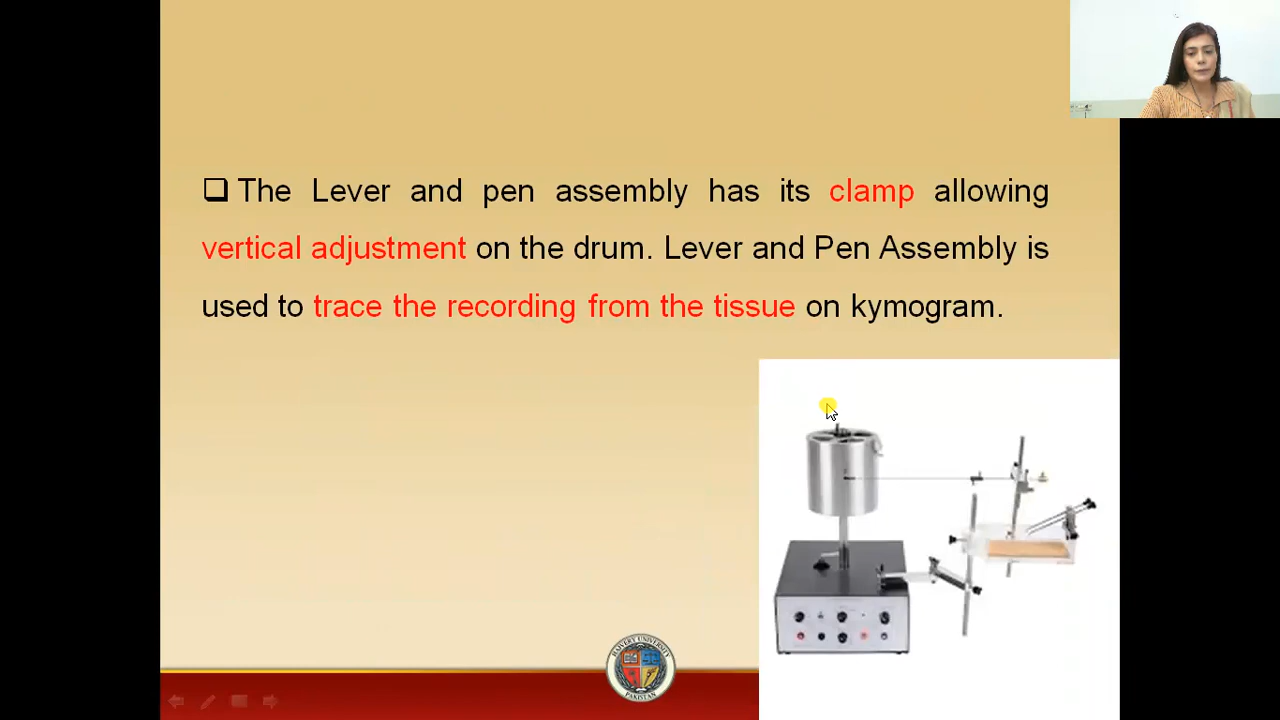 ❑ The Lever and pen assembly has its clamp allowing
vertical adjustment on the drum. Lever and Pen Assembly is
used to trace the recording from the tissue on kymogram.
PAKISTAN